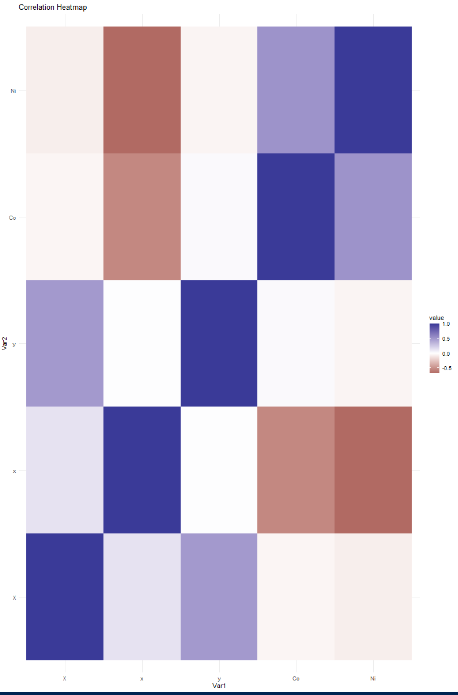 Correlation Heatmap
Ni
Co
y
x
X
Var2
X
x
y
Co
Ni
Var1
value
1.0
0.5
0.0
-0.5